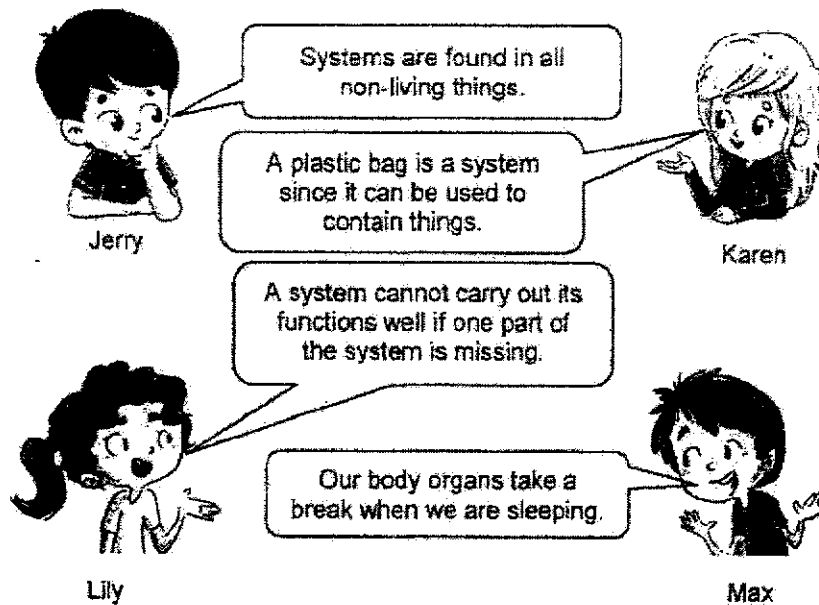 Systems are found in all
non-living things.
Jerry
A plastic bag is a system
since it can be used to
contain things.
Karen
A system cannot carry out its
functions well if one part of
the system is missing.
Lily
Our body organs take a
break when we are sleeping.
Max